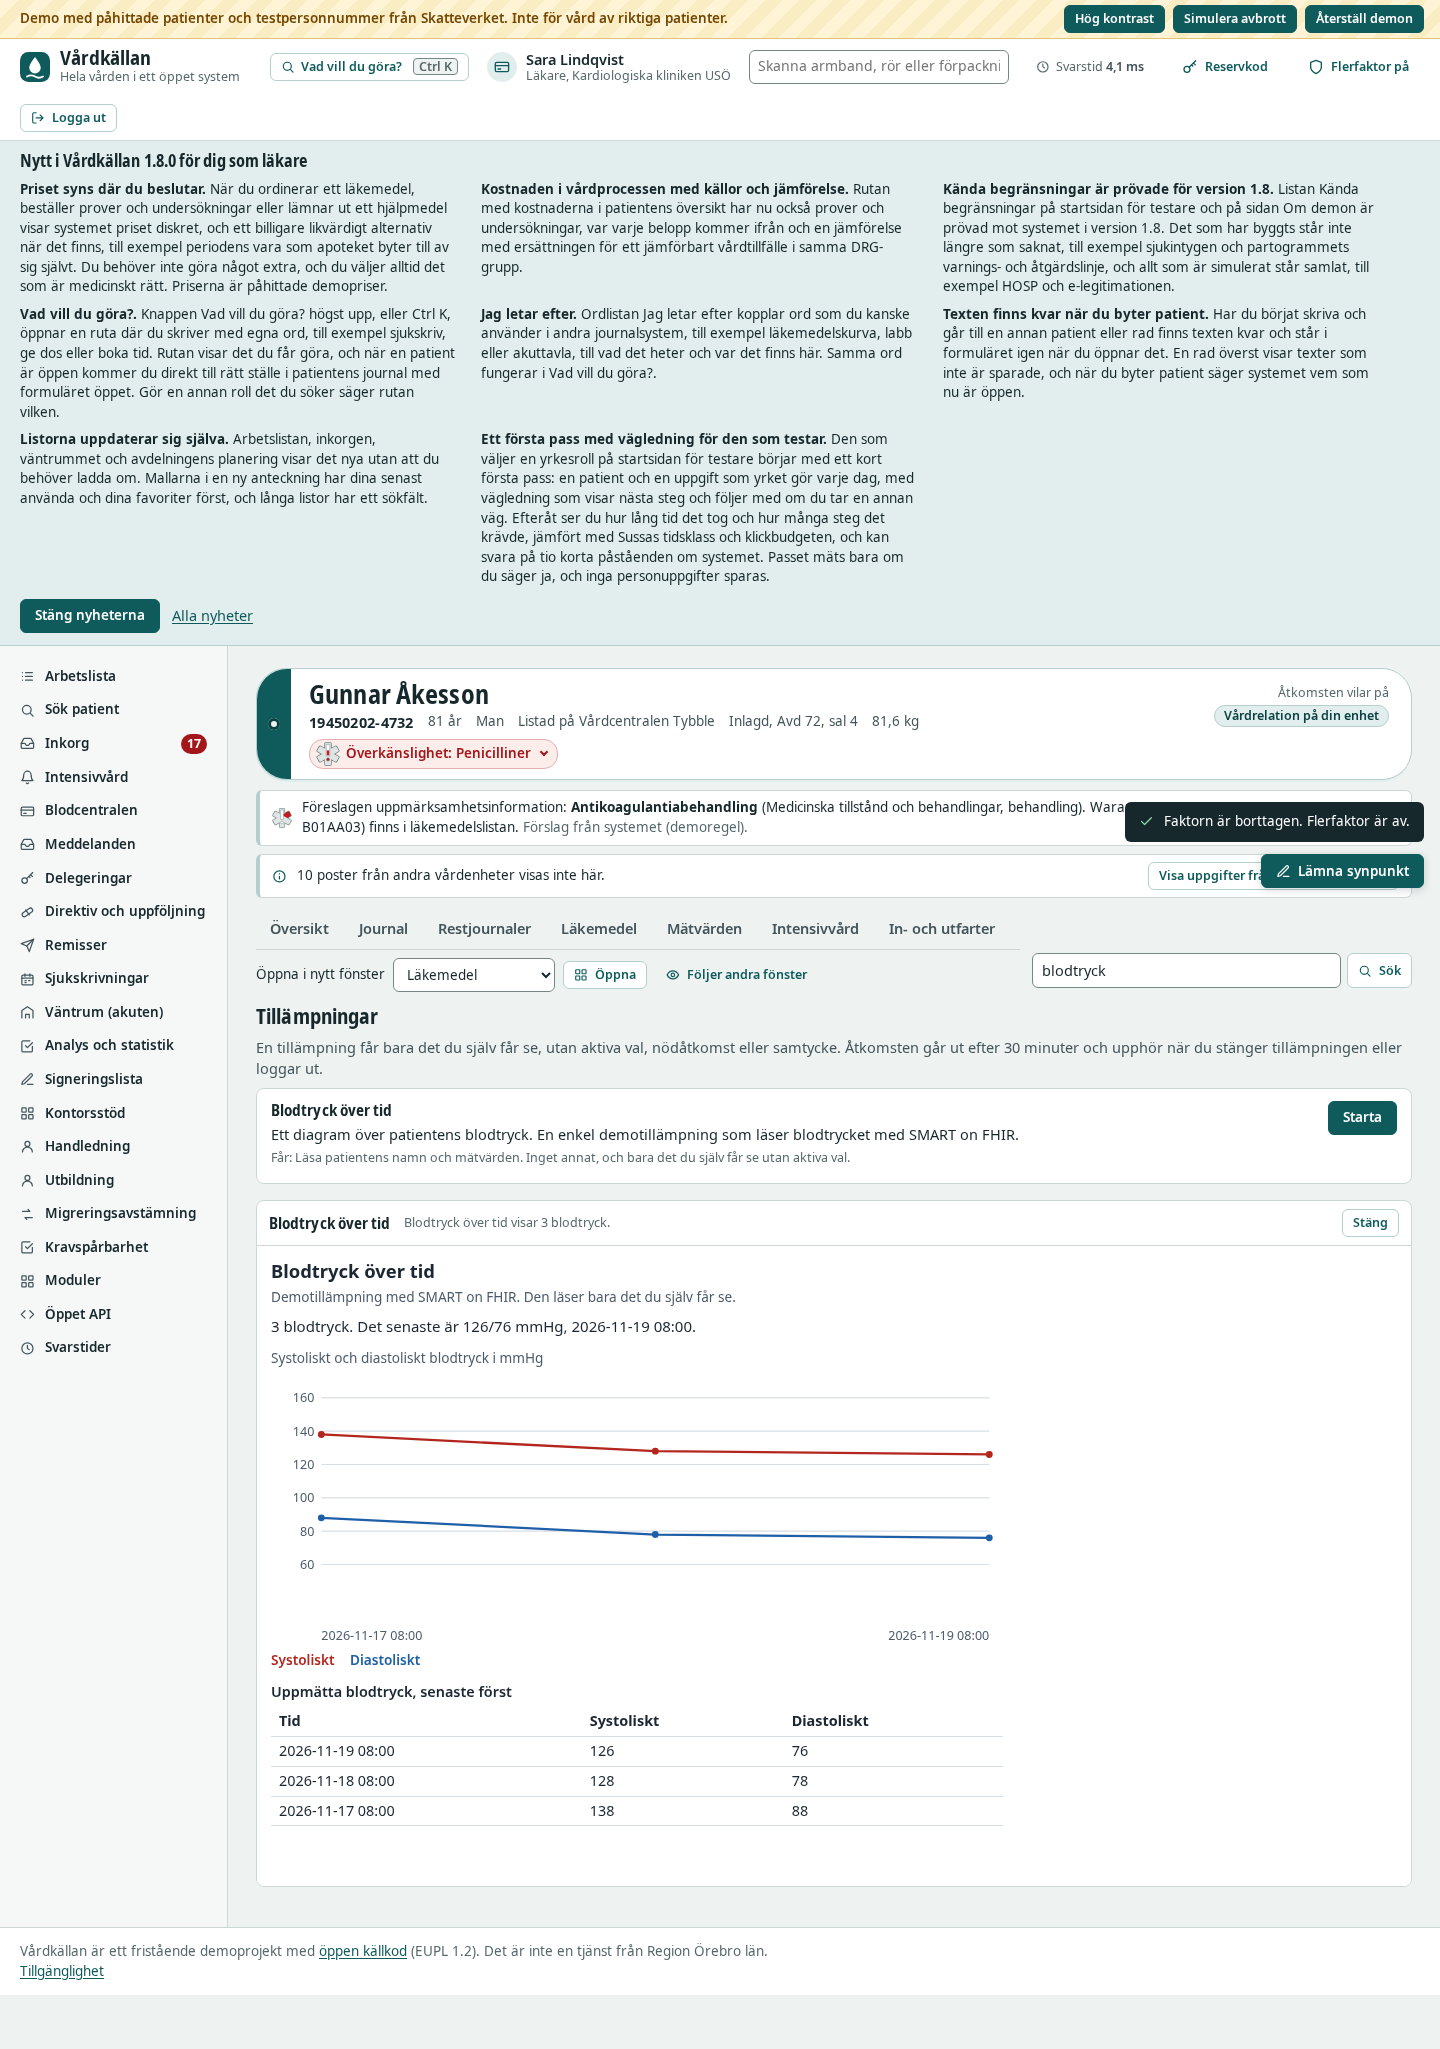 Demo med påhittade patienter och testpersonnummer från Skatteverket. Inte för vård av riktiga patienter.
Hög kontrast
Simulera avbrott
Återställ demon
Vårdkällan
Hela vården i ett öppet system
Vad vill du göra? Ctrl K
Sara Lindqvist
Läkare, Kardiologiska kliniken USÖ
Skanna armband, rör eller förpackni
Svarstid 4,1 ms
Reservkod
Flerfaktor på
Logga ut
Nytt i Vårdkällan 1.8.0 för dig som läkare
Priset syns där du beslutar. När du ordinerar ett läkemedel,
beställer prover och undersökningar eller lämnar ut ett hjälpmedel
visar systemet priset diskret, och ett billigare likvärdigt alternativ
när det finns, till exempel periodens vara som apoteket byter till av
sig självt. Du behöver inte göra något extra, och du väljer alltid det
som är medicinskt rätt. Priserna är påhittade demopriser.
Kostnaden i vårdprocessen med källor och jämförelse. Rutan
med kostnaderna i patientens översikt har nu också prover och
undersökningar, var varje belopp kommer ifrån och en jämförelse
med ersättningen för ett jämförbart vårdtillfälle i samma DRG-
grupp.
Kända begränsningar är prövade för version 1.8. Listan Kända
begränsningar på startsidan för testare och på sidan Om demon är
prövad mot systemet i version 1.8. Det som har byggts står inte
längre som saknat, till exempel sjukintygen och partogrammets
varnings- och åtgärdslinje, och allt som är simulerat står samlat, till
exempel HOSP och e-legitimationen.
Vad vill du göra?. Knappen Vad vill du göra? högst upp, eller Ctrl K,
öppnar en ruta där du skriver med egna ord, till exempel sjukskriv,
ge dos eller boka tid. Rutan visar det du får göra, och när en patient
är öppen kommer du direkt till rätt ställe i patientens journal med
formuläret öppet. Gör en annan roll det du söker säger rutan
vilken.
Jag letar efter. Ordlistan Jag letar efter kopplar ord som du kanske
använder i andra journalsystem, till exempel läkemedelskurva, labb
eller akuttavla, till vad det heter och var det finns här. Samma ord
fungerar i Vad vill du göra?.
Texten finns kvar när du byter patient. Har du börjat skriva och
går till en annan patient eller rad finns texten kvar och står i
formuläret igen när du öppnar det. En rad överst visar texter som
inte är sparade, och när du byter patient säger systemet vem som
nu är öppen.
Listorna uppdaterar sig själva. Arbetslistan, inkorgen,
väntrummet och avdelningens planering visar det nya utan att du
behöver ladda om. Mallarna i en ny anteckning har dina senast
använda och dina favoriter först, och långa listor har ett sökfält.
Ett första pass med vägledning för den som testar. Den som
väljer en yrkesroll på startsidan för testare börjar med ett kort
första pass: en patient och en uppgift som yrket gör varje dag, med
vägledning som visar nästa steg och följer med om du tar en annan
väg. Efteråt ser du hur lång tid det tog och hur många steg det
krävde, jämfört med Sussas tidsklass och klickbudgeten, och kan
svara på tio korta påståenden om systemet. Passet mäts bara om
du säger ja, och inga personuppgifter sparas.
Stäng nyheterna
Alla nyheter
Arbetslista
Sök patient
Inkorg 17
Intensivvård
Blodcentralen
Meddelanden
Delegeringar
Direktiv och uppföljning
Remisser
Sjukskrivningar
Väntrum (akuten)
Analys och statistik
Signeringslista
Kontorsstöd
Handledning
Utbildning
Migreringsavstämning
Kravspårbarhet
Moduler
Öppet API
Svarstider
Gunnar Åkesson
19450202-4732 81 år Man Listad på Vårdcentralen Tybble Inlagd, Avd 72, sal 4 81,6 kg
Överkänslighet: Penicilliner
Åtkomsten vilar på
Vårdrelation på din enhet
Föreslagen uppmärksamhetsinformation: Antikoagulantiabehandling (Medicinska tillstånd och behandlingar, behandling). Wara
B01AA03) finns i läkemedelslistan. Förslag från systemet (demoregel).
Faktorn är borttagen. Flerfaktor är av.
10 poster från andra vårdenheter visas inte här.
Visa uppgifter frå
Lämna synpunkt
Översikt
Journal
Restjournaler
Läkemedel
Mätvärden
Intensivvård
In- och utfarter
Öppna i nytt fönster
Läkemedel
Öppna
Följer andra fönster
blodtryck
Sök
Tillämpningar
En tillämpning får bara det du själv får se, utan aktiva val, nödåtkomst eller samtycke. Åtkomsten går ut efter 30 minuter och upphör när du stänger tillämpningen eller
loggar ut.
Blodtryck över tid
Ett diagram över patientens blodtryck. En enkel demotillämpning som läser blodtrycket med SMART on FHIR.
Får: Läsa patientens namn och mätvärden. Inget annat, och bara det du själv får se utan aktiva val.
Starta
Blodtryck över tid
Blodtryck över tid visar 3 blodtryck.
Stäng
Blodtryck över tid
Demotillämpning med SMART on FHIR. Den läser bara det du själv får se.
3 blodtryck. Det senaste är 126/76 mmHg, 2026-11-19 08:00.
Systoliskt och diastoliskt blodtryck i mmHg
160
140
120
100
80
60
2026-11-17 08:00
2026-11-19 08:00
Systoliskt Diastoliskt
Uppmätta blodtryck, senaste först
Tid Systoliskt Diastoliskt
2026-11-19 08:00 126 76
2026-11-18 08:00 128 78
2026-11-17 08:00 138 88
Vårdkällan är ett fristående demoprojekt med öppen källkod (EUPL 1.2). Det är inte en tjänst från Region Örebro län.
Tillgänglighet